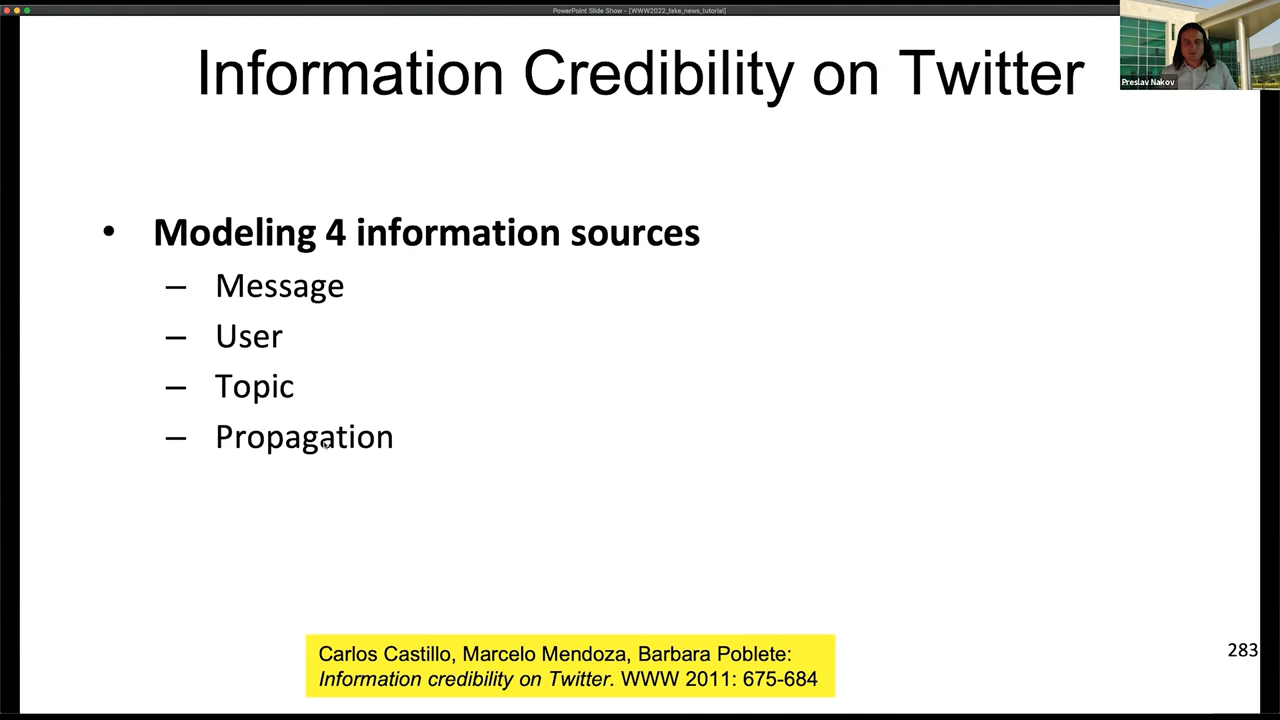 PowerPoint Slide Show - [WWW2022_fake_news_tutorial]
Information Credibility on Twitter
Preslav Nakov
• Modeling 4 information sources
– Message
– User
– Topic
– Propagation
283
Carlos Castillo, Marcelo Mendoza, Barbara Poblete:
Information credibility on Twitter. WWW 2011: 675-684